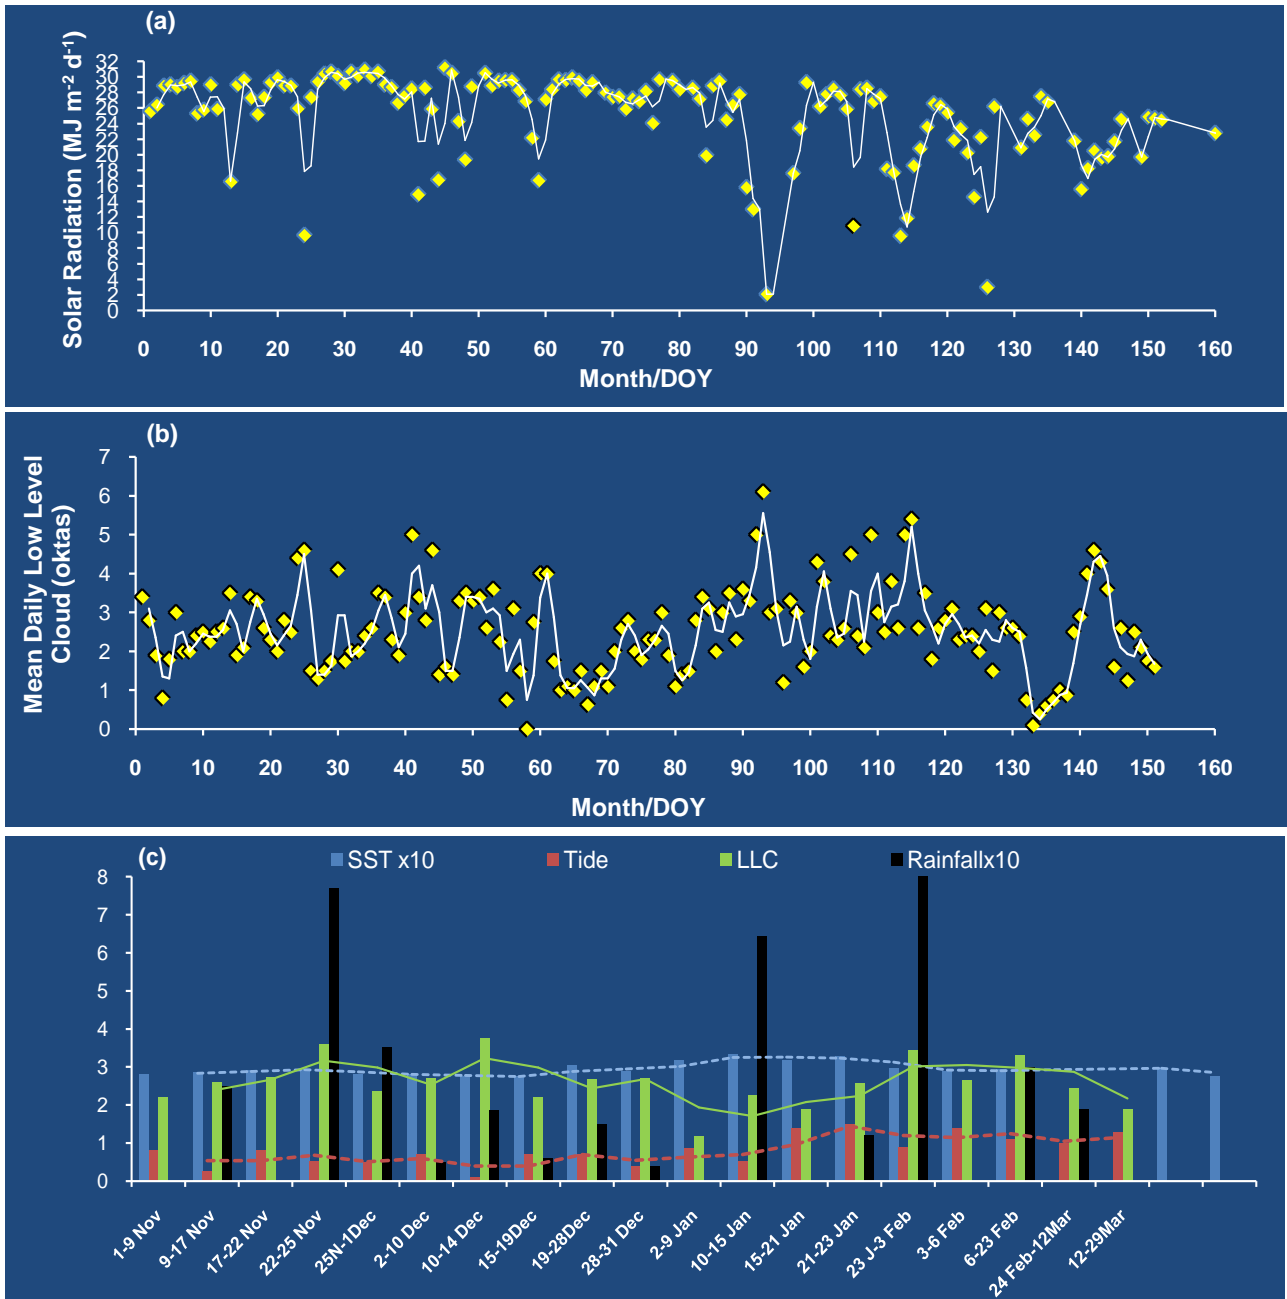 (a)
Solar Radiation (MJ m-2 d-1)
32
30
28
26
24
22
20
18
16
14
12
10
8
6
4
2
0
0 10 20 30 40 50 60 70 80 90 100 110 120 130 140 150 160
Month/DOY
(b)
Mean Daily Low Level
Cloud (oktas)
7
6
5
4
3
2
1
0
0 10 20 30 40 50 60 70 80 90 100 110 120 130 140 150 160
Month/DOY
(c)
SST x10 Tide LLC Rainfallx10
8
7
6
5
4
3
2
1
0
1-9 Nov
9-17 Nov
17-22 Nov
22-25 Nov
25N-1Dec
2-10 Dec
10-14 Dec
15-19Dec
19-28Dec
28-31 Dec
2-9 Jan
10-15 Jan
15-21 Jan
21-23 Jan
23 J-3 Feb
3-6 Feb
6-23 Feb
24 Feb-12Mar
12-29Mar